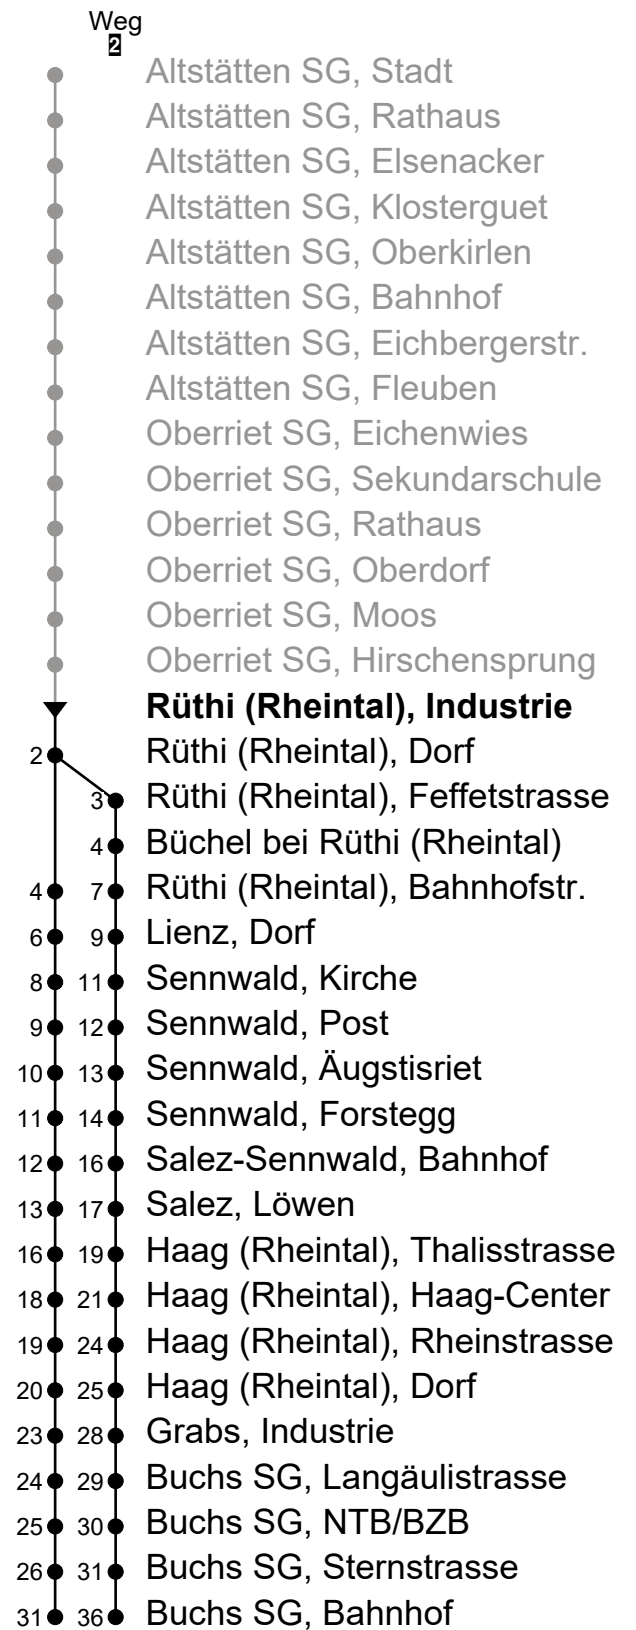 Weg
2
Altstätten SG, Stadt
Altstätten SG, Rathaus
Altstätten SG, Elsenacker
Altstätten SG, Klosterguet
Altstätten SG, Oberkirlen
Altstätten SG, Bahnhof
Altstätten SG, Eichbergerstr.
Altstätten SG, Fleuben
Oberriet SG, Eichenwies
Oberriet SG, Sekundarschule
Oberriet SG, Rathaus
Oberriet SG, Oberdorf
Oberriet SG, Moos
Oberriet SG, Hirschensprung
Rüthi (Rheintal), Industrie
2 Rüthi (Rheintal), Dorf
3 Rüthi (Rheintal), Feffetstrasse
4 Büchel bei Rüthi (Rheintal)
4 7 Rüthi (Rheintal), Bahnhofstr.
6 9 Lienz, Dorf
8 11 Sennwald, Kirche
9 12 Sennwald, Post
10 13 Sennwald, Äugstisriet
11 14 Sennwald, Forstegg
12 16 Salez-Sennwald, Bahnhof
13 17 Salez, Löwen
16 19 Haag (Rheintal), Thalisstrasse
18 21 Haag (Rheintal), Haag-Center
19 24 Haag (Rheintal), Rheinstrasse
20 25 Haag (Rheintal), Dorf
23 28 Grabs, Industrie
24 29 Buchs SG, Langäulistrasse
25 30 Buchs SG, NTB/BZB
26 31 Buchs SG, Sternstrasse
31 36 Buchs SG, Bahnhof